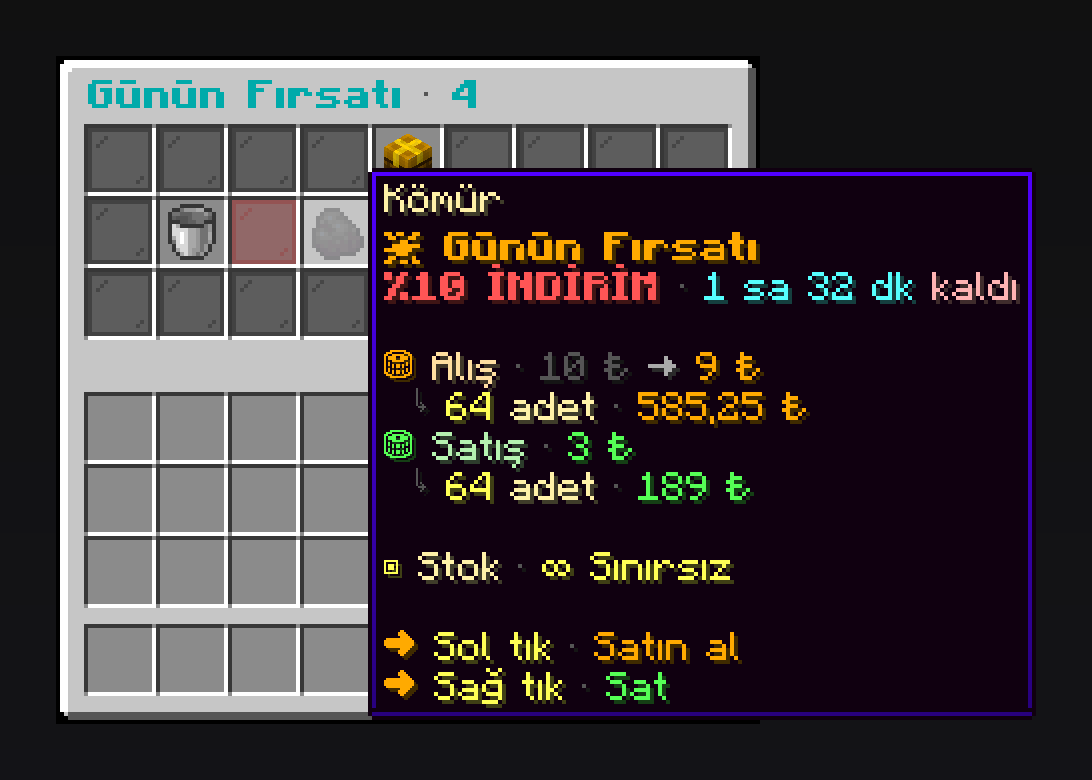 Günün Fırsatı · 4
Kömür
☀ Günün Fırsatı
%10 İNDİRİM · 1 sa 32 dk kaldı
Alış · 10 ₺ → 9 ₺
↳ 64 adet · 585,25 ₺
Satış · 3 ₺
↳ 64 adet · 189 ₺
Stok · ∞ Sınırsız
➡ Sol tık · Satın al
➡ Sağ tık · Sat